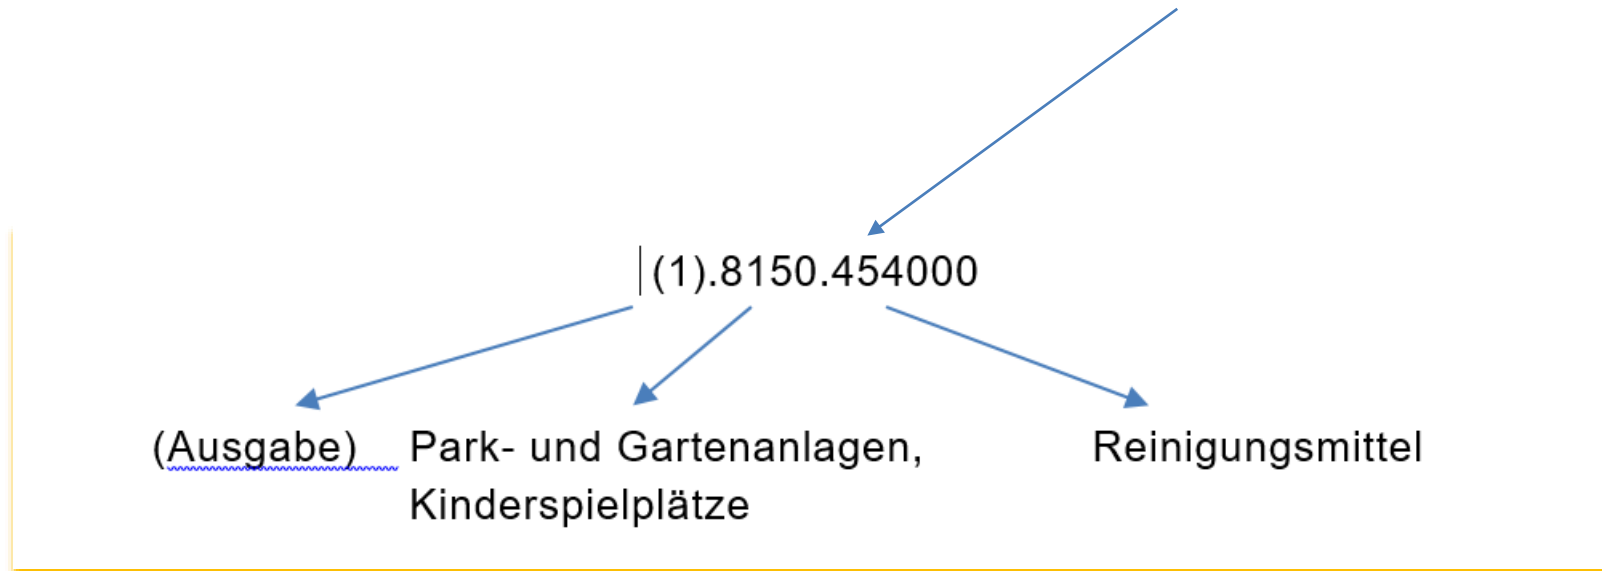 (1).8150.454000
(Ausgabe) Park- und Gartenanlagen, Reinigungsmittel
Kinderspielplätze